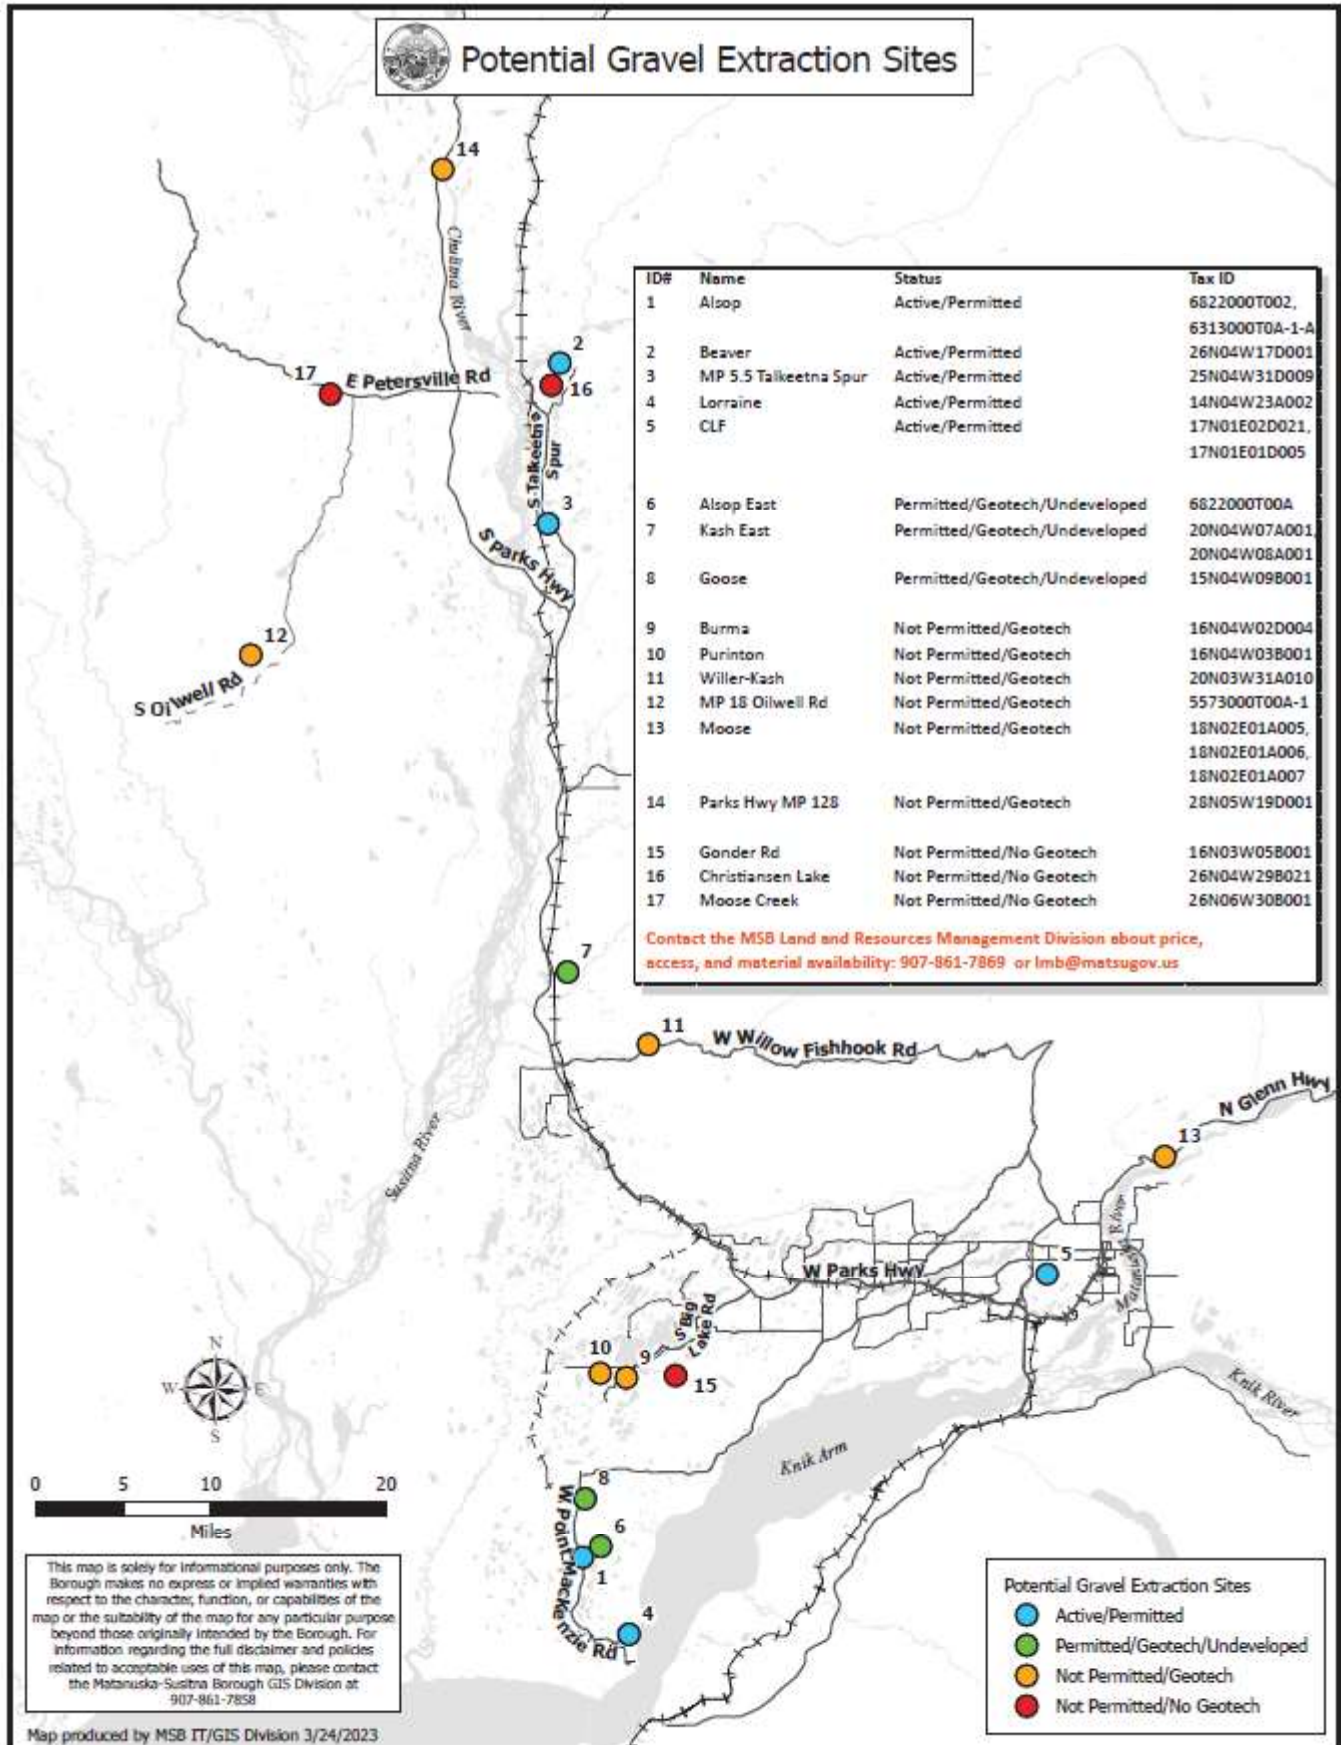 Potential Gravel Extraction Sites
14
Chulitna River
ID# Name Status Tax ID
1 Alsop Active/Permitted 6822000T002,
6313000T0A-1-A
2 Beaver Active/Permitted 26N04W17D001
3 MP 5.5 Talkeetna Spur Active/Permitted 25N04W31D009
4 Lorraine Active/Permitted 14N04W23A002
5 CLF Active/Permitted 17N01E02D021,
17N01E01D005
6 Alsop East Permitted/Geotech/Undeveloped 6822000T00A
7 Kash East Permitted/Geotech/Undeveloped 20N04W07A001,
20N04W08A001
8 Goose Permitted/Geotech/Undeveloped 15N04W09B001
9 Burma Not Permitted/Geotech 16N04W02D004
10 Purinton Not Permitted/Geotech 16N04W03B001
11 Willer-Kash Not Permitted/Geotech 20N03W31A010
12 MP 18 Oilwell Rd Not Permitted/Geotech 5573000T00A-1
13 Moose Not Permitted/Geotech 18N02E01A005,
18N02E01A006,
18N02E01A007
14 Parks Hwy MP 128 Not Permitted/Geotech 28N05W19D001
15 Gonder Rd Not Permitted/No Geotech 16N03W05B001
16 Christiansen Lake Not Permitted/No Geotech 26N04W29B021
17 Moose Creek Not Permitted/No Geotech 26N06W30B001
Contact the MSB Land and Resources Management Division about price,
access, and material availability: 907-861-7869 or lmb@matsugov.us
2
17
E Petersville Rd
16
S Talkeetna
Spur
3
S Parks Hwy
12
S Oilwell Rd
7
11
W Willow Fishhook Rd
N Glenn Hwy
13
Susitna River
Matanuska River
5
W Parks Hwy
S Big
Lake Rd
10
9
15
Knik River
Knik Arm
N
W E
S
8
W Point MacKenzie Rd
6
1
4
0 5 10 20
Miles
This map is solely for informational purposes only. The
Borough makes no express or implied warranties with
respect to the character, function, or capabilities of the
map or the suitability of the map for any particular purpose
beyond those originally intended by the Borough. For
information regarding the full disclaimer and policies
related to acceptable uses of this map, please contact
the Matanuska-Susitna Borough GIS Division at
907-861-7858
Map produced by MSB IT/GIS Division 3/24/2023
Potential Gravel Extraction Sites
Active/Permitted
Permitted/Geotech/Undeveloped
Not Permitted/Geotech
Not Permitted/No Geotech